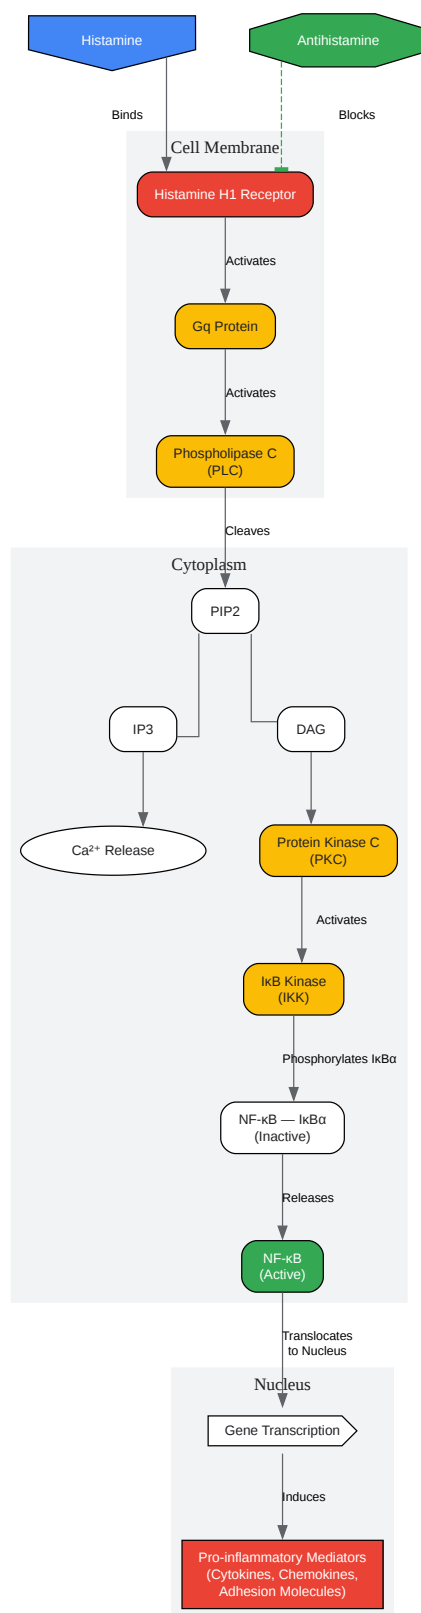 Histamine
Antihistamine
Binds
Blocks
Cell Membrane
Histamine H1 Receptor
Activates
Gq Protein
Activates
Phospholipase C
(PLC)
Cleaves
Cytoplasm
PIP2
IP3
DAG
Ca²⁺ Release
Protein Kinase C
(PKC)
Activates
IκB Kinase
(IKK)
Phosphorylates IκBα
NF-κB — IκBα
(Inactive)
Releases
NF-κB
(Active)
Translocates
to Nucleus
Nucleus
Gene Transcription
Induces
Pro-inflammatory Mediators
(Cytokines, Chemokines,
Adhesion Molecules)